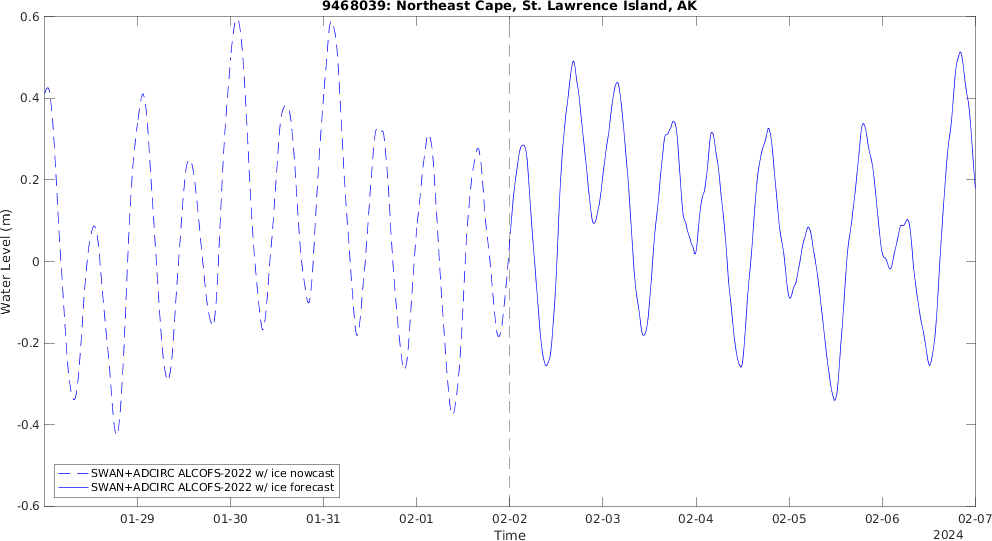 9468039: Northeast Cape, St. Lawrence Island, AK
0.6
0.4
0.2
0
-0.2
-0.4
-0.6
Water Level (m)
SWAN+ADCIRC ALCOFS-2022 w/ ice nowcast
SWAN+ADCIRC ALCOFS-2022 w/ ice forecast
01-29 01-30 01-31 02-01 02-02 02-03 02-04 02-05 02-06 02-07
Time
2024